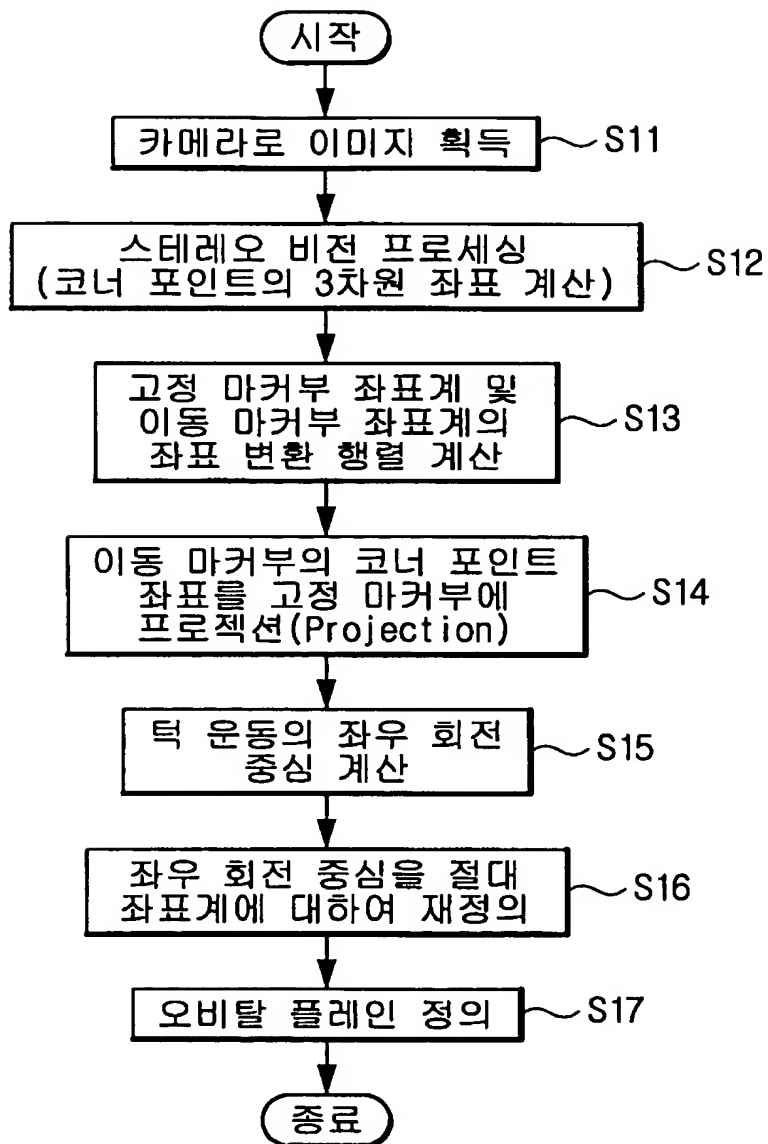 시작
카메라로 이미지 획득
S11
스테레오 비전 프로세싱
(코너 포인트의 3차원 좌표 계산)
S12
고정 마커부 좌표계 및
이동 마커부 좌표계의
좌표 변환 행렬 계산
S13
이동 마커부의 코너 포인트
좌표를 고정 마커부에
프로젝션(Projection)
S14
턱 운동의 좌우 회전
중심 계산
S15
좌우 회전 중심을 절대
좌표계에 대하여 재정의
S16
오비탈 플레인 정의
S17
종료